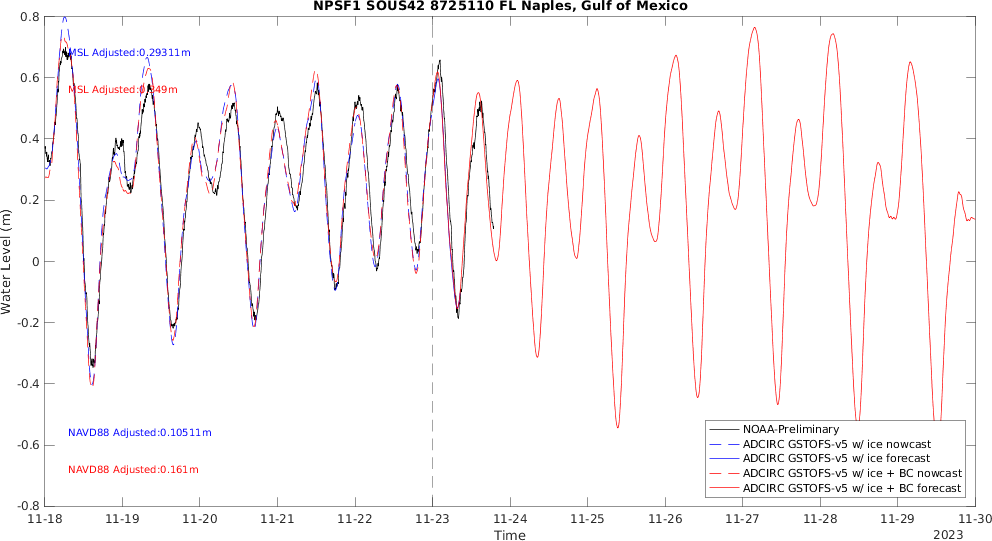 NPSF1 SOUS42 8725110 FL Naples, Gulf of Mexico
0.8
MSL Adjusted:0.29311m
0.6
MSL Adjusted:0.349m
0.4
0.2
0
-0.2
-0.4
NAVD88 Adjusted:0.10511m
-0.6
NAVD88 Adjusted:0.161m
-0.8
Water Level (m)
NOAA-Preliminary
ADCIRC GSTOFS-v5 w/ ice nowcast
ADCIRC GSTOFS-v5 w/ ice forecast
ADCIRC GSTOFS-v5 w/ ice + BC nowcast
ADCIRC GSTOFS-v5 w/ ice + BC forecast
11-18 11-19 11-20 11-21 11-22 11-23 11-24 11-25 11-26 11-27 11-28 11-29 11-30
Time
2023